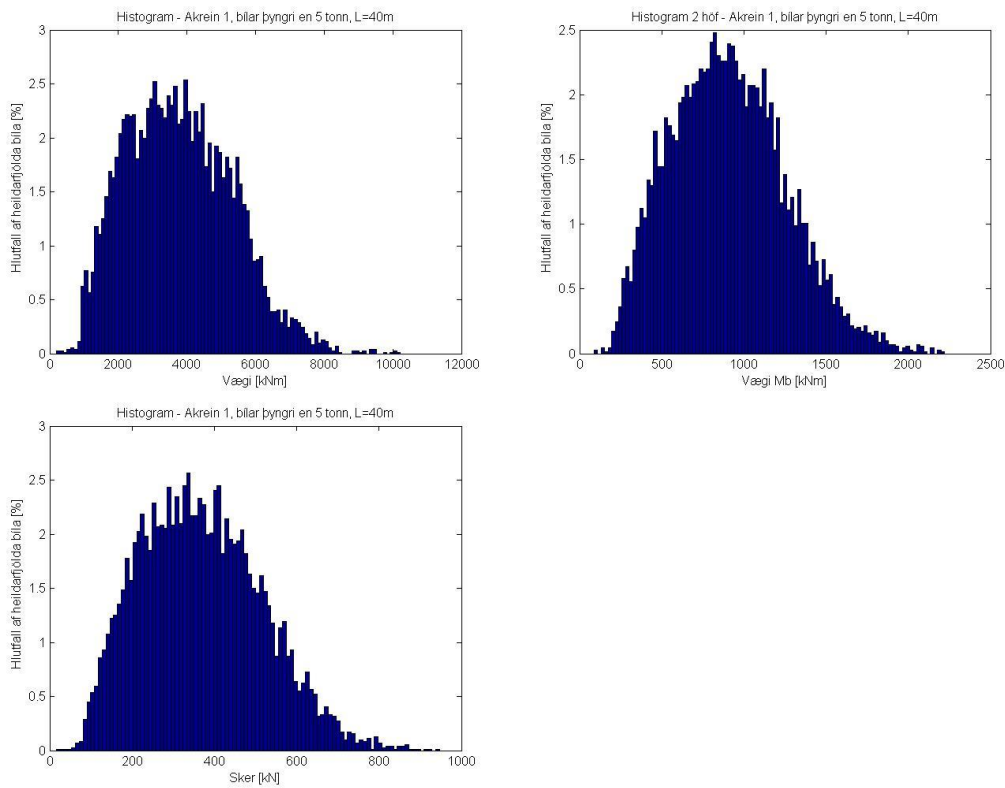 Histogram - Akrein 1, bílar þyngri en 5 tonn, L=40m
3
2.5
2
1.5
1
0.5
0
Hlutfall af heildarfjölda bíla [%]
0 2000 4000 6000 8000 10000 12000
Vægi [kNm]
Histogram 2 höf - Akrein 1, bílar þyngri en 5 tonn, L=40m
2.5
2
1.5
1
0.5
0
Hlutfall af heildarfjölda bíla [%]
0 500 1000 1500 2000 2500
Vægi Mb [kNm]
Histogram - Akrein 1, bílar þyngri en 5 tonn, L=40m
3
2.5
2
1.5
1
0.5
0
Hlutfall af heildarfjölda bíla [%]
0 200 400 600 800 1000
Sker [kN]